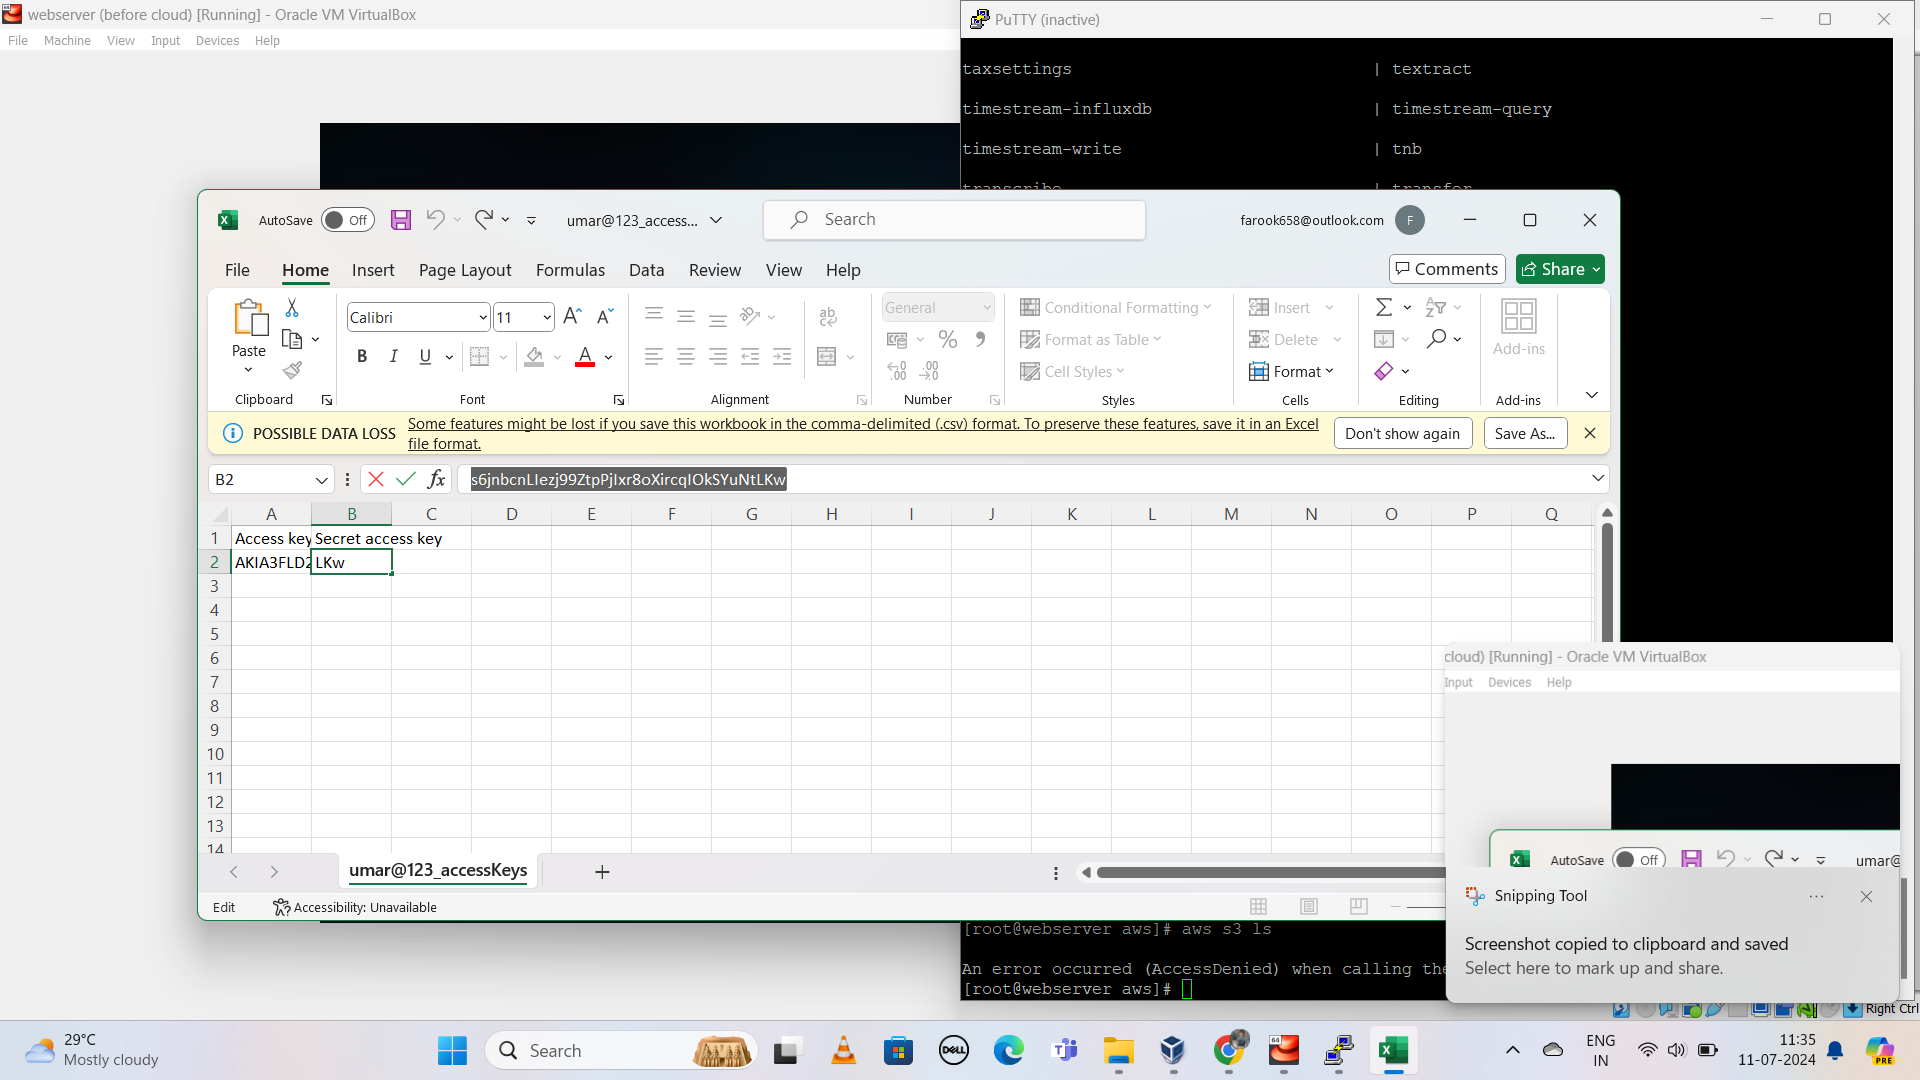 webserver (before cloud) [Running] - Oracle VM VirtualBox
File Machine View Input Devices Help
PuTTY (inactive)
taxsettings | textract
timestream-influxdb | timestream-query
timestream-write | tnb
transcribe | transfer
AutoSave Off umar@123_access... Search farook658@outlook.com F
File Home Insert Page Layout Formulas Data Review View Help Comments Share
Paste Calibri 11 General Conditional Formatting Insert
B I U Format as Table Delete Add-ins
Cell Styles Format
Clipboard Font Alignment Number Styles Cells Editing Add-ins
POSSIBLE DATA LOSS Some features might be lost if you save this workbook in the comma-delimited (.csv) format. To preserve these features, save it in an Excel file format. Don't show again Save As...
B2 fx
A B C D E F G H I J K L M N O P Q
1 Access key Secret access key
2 AKIA3FLD2 LKw
3
4
5
6
7
8
9
10
11
12
13
14
umar@123_accessKeys
Edit Accessibility: Unavailable
cloud) [Running] - Oracle VM VirtualBox
Input Devices Help
AutoSave Off umar@
Snipping Tool
Screenshot copied to clipboard and saved
Select here to mark up and share.
[root@webserver aws]# aws s3 ls
An error occurred (AccessDenied) when calling the
[root@webserver aws]#
Right Ctrl
29°C
Mostly cloudy
Search
DELL
ENG
IN
11:35
11-07-2024
PRE